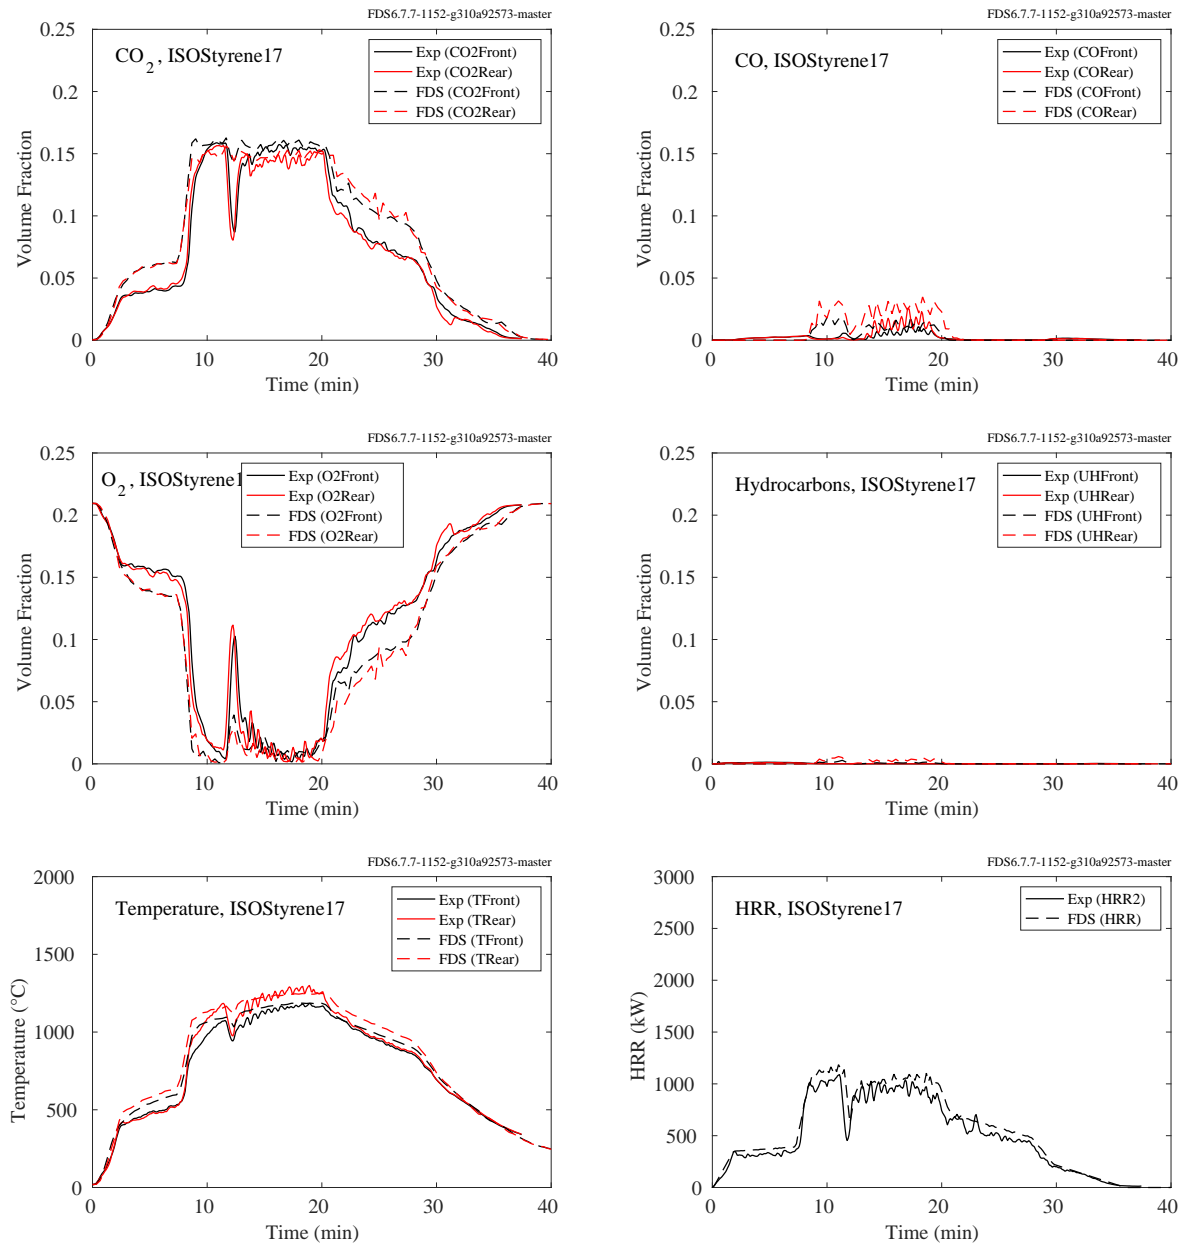 FDS6.7.7-1152-g310a92573-master
CO2, ISOStyrene17
Exp (CO2Front)
Exp (CO2Rear)
FDS (CO2Front)
FDS (CO2Rear)
0.25
0.2
0.15
0.1
0.05
0
Volume Fraction
0 10 20 30 40
Time (min)
FDS6.7.7-1152-g310a92573-master
CO, ISOStyrene17
Exp (COFront)
Exp (CORear)
FDS (COFront)
FDS (CORear)
0.25
0.2
0.15
0.1
0.05
0
Volume Fraction
0 10 20 30 40
Time (min)
FDS6.7.7-1152-g310a92573-master
O2, ISOStyrene1
Exp (O2Front)
Exp (O2Rear)
FDS (O2Front)
FDS (O2Rear)
0.25
0.2
0.15
0.1
0.05
0
Volume Fraction
0 10 20 30 40
Time (min)
FDS6.7.7-1152-g310a92573-master
Hydrocarbons, ISOStyrene17
Exp (UHFront)
Exp (UHRear)
FDS (UHFront)
FDS (UHRear)
0.25
0.2
0.15
0.1
0.05
0
Volume Fraction
0 10 20 30 40
Time (min)
FDS6.7.7-1152-g310a92573-master
Temperature, ISOStyrene17
Exp (TFront)
Exp (TRear)
FDS (TFront)
FDS (TRear)
2000
1500
1000
500
0
Temperature (°C)
0 10 20 30 40
Time (min)
FDS6.7.7-1152-g310a92573-master
HRR, ISOStyrene17
Exp (HRR2)
FDS (HRR)
3000
2500
2000
1500
1000
500
0
HRR (kW)
0 10 20 30 40
Time (min)